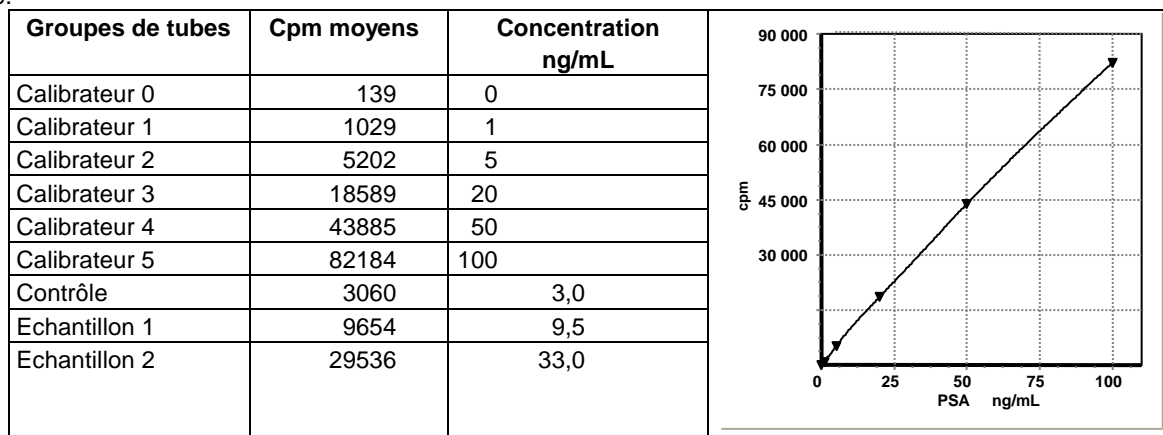 Groupes de tubes Cpm moyens Concentration
ng/mL
Calibrateur 0 139 0
Calibrateur 1 1029 1
Calibrateur 2 5202 5
Calibrateur 3 18589 20
Calibrateur 4 43885 50
Calibrateur 5 82184 100
Contrôle 3060 3,0
Echantillon 1 9654 9,5
Echantillon 2 29536 33,0
90 000
75 000
60 000
45 000
30 000
cpm
0 25 50 75 100
PSA ng/mL